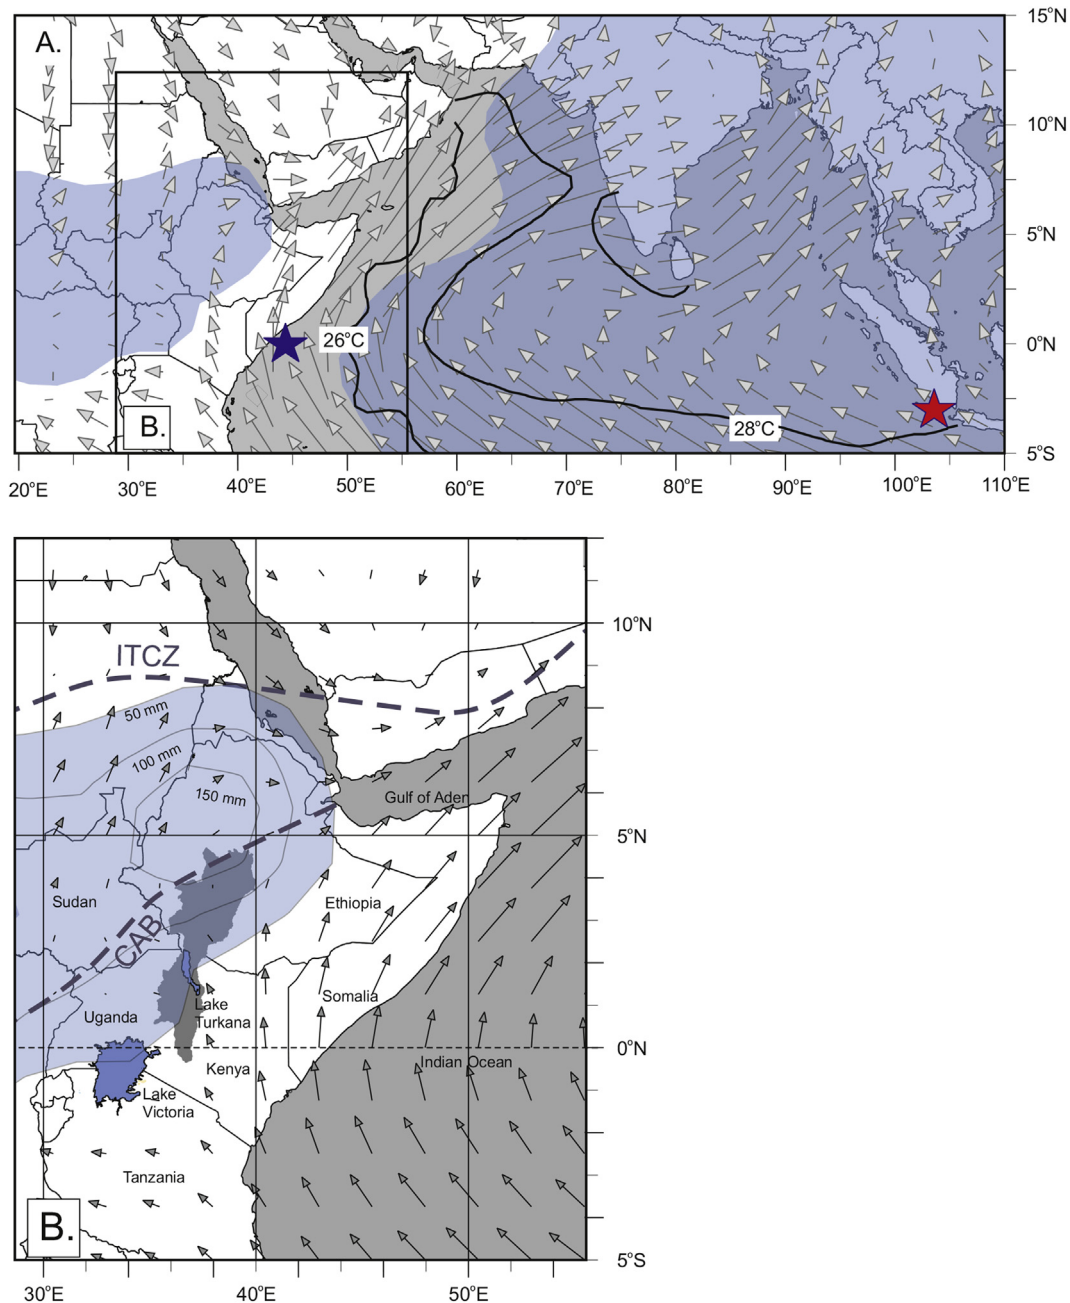 A.
15°N
10°N
5°N
0°N
5°S
26°C
28°C
B.
20°E
30°E
40°E
50°E
60°E
70°E
80°E
90°E
100°E
110°E
ITCZ
50 mm
100 mm
150 mm
Gulf of Aden
CAB
Sudan
Ethiopia
Somalia
Uganda
Lake
Turkana
Kenya
Indian Ocean
Lake
Victoria
Tanzania
B.
10°N
5°N
0°N
5°S
30°E
40°E
50°E